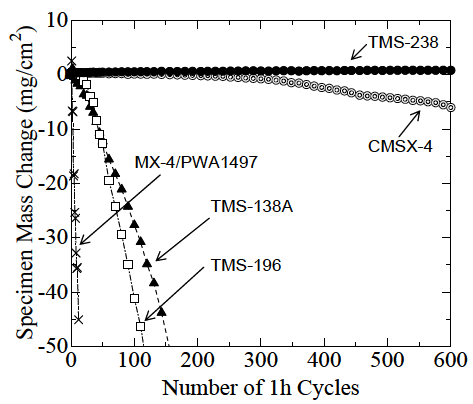 10
TMS-238
0
CMSX-4
-10
MX-4/PWA1497
-20
TMS-138A
-30
TMS-196
-40
-50
0 100 200 300 400 500 600
Number of 1h Cycles
Specimen Mass Change (mg/cm²)